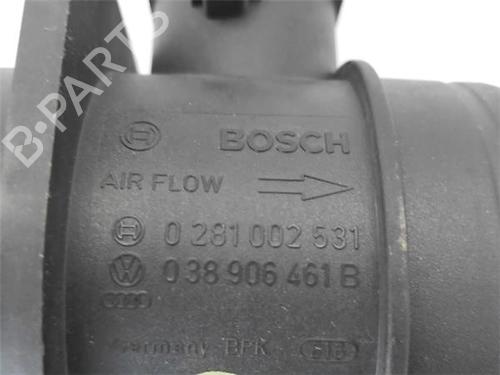 B-PARTS
BOSCH
AIR FLOW
0 281 002 531
038 906 461 B
Germany BPK